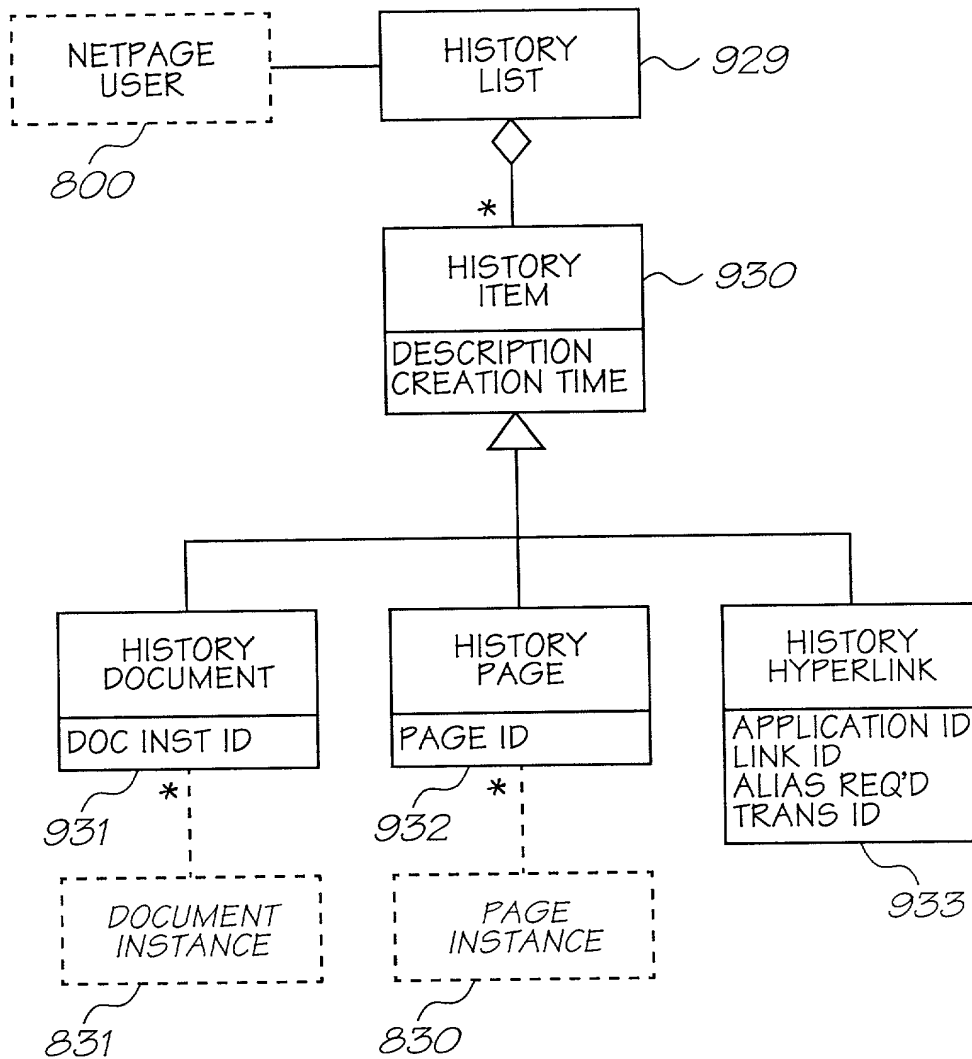 NETPAGE
USER
800
HISTORY
LIST
929
*
HISTORY
ITEM
930
DESCRIPTION
CREATION TIME
HISTORY
DOCUMENT
DOC INST ID
931
*
HISTORY
PAGE
PAGE ID
932
*
HISTORY
HYPERLINK
APPLICATION ID
LINK ID
ALIAS REQ'D
TRANS ID
933
DOCUMENT
INSTANCE
831
PAGE
INSTANCE
830